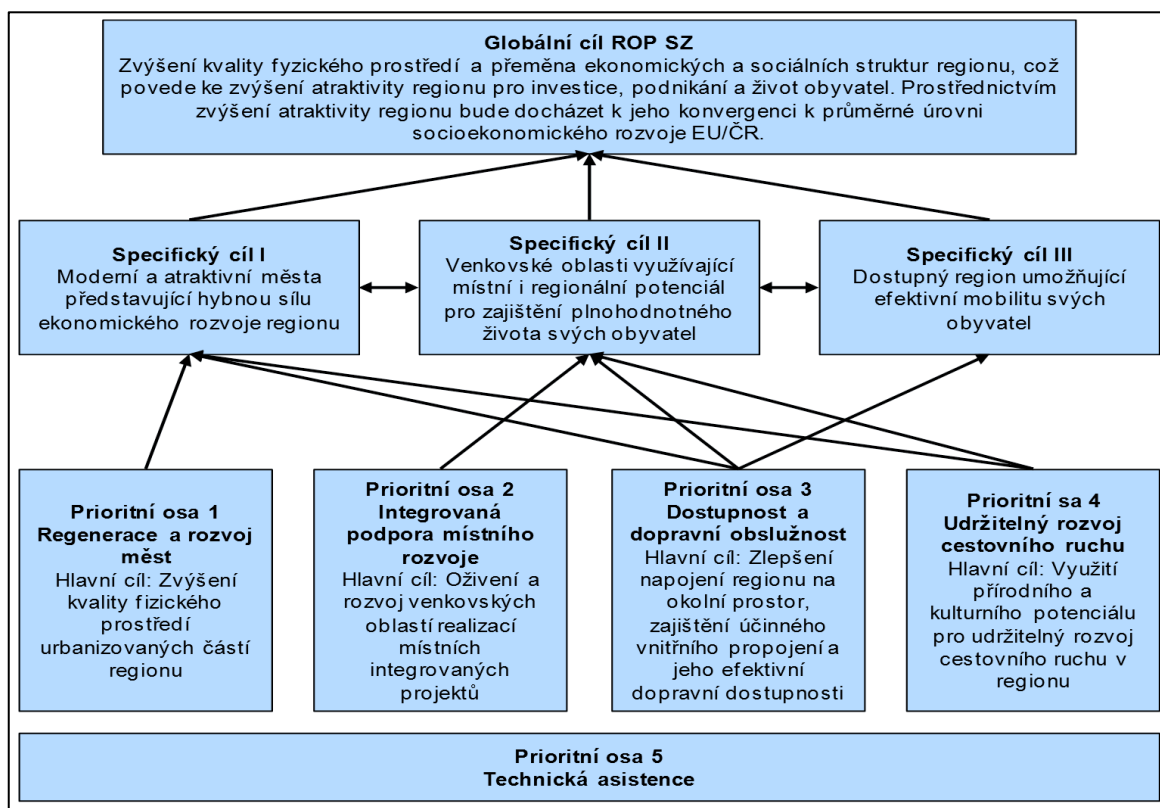 Globální cíl ROP SZ
Zvýšení kvality fyzického prostředí a přeměna ekonomických a sociálních struktur regionu, což
povede ke zvýšení atraktivity regionu pro investice, podnikání a život obyvatel. Prostřednictvím
zvýšení atraktivity regionu bude docházet k jeho konvergenci k průměrné úrovni
socioekonomického rozvoje EU/ČR.
Specifický cíl I
Moderní a atraktivní města
představující hybnou sílu
ekonomického rozvoje regionu
Specifický cíl II
Venkovské oblasti využívající
místní i regionální potenciál
pro zajištění plnohodnotného
života svých obyvatel
Specifický cíl III
Dostupný region umožňující
efektivní mobilitu svých
obyvatel
Prioritní osa 1
Regenerace a rozvoj
měst
Hlavní cíl: Zvýšení
kvality fizického
prostředí
urbanizovaných částí
regionu
Prioritní osa 2
Integrovaná
podpora místního
rozvoje
Hlavní cíl: Oživení a
rozvoj venkovských
oblastí realizací
místních
integrovaných
projektů
Prioritní osa 3
Dostupnost a
dopravní obslužnost
Hlavní cíl: Zlepšení
napojení regionu na
okolní prostor,
zajištění účinného
vnitřního propojení a
jeho efektivní
dopravní dostupnosti
Prioritní sa 4
Udržitelný rozvoj
cestovního ruchu
Hlavní cíl: Využití
přírodního a
kulturního potenciálu
pro udržitelný rozvoj
cestovního ruchu v
regionu
Prioritní osa 5
Technická asistence